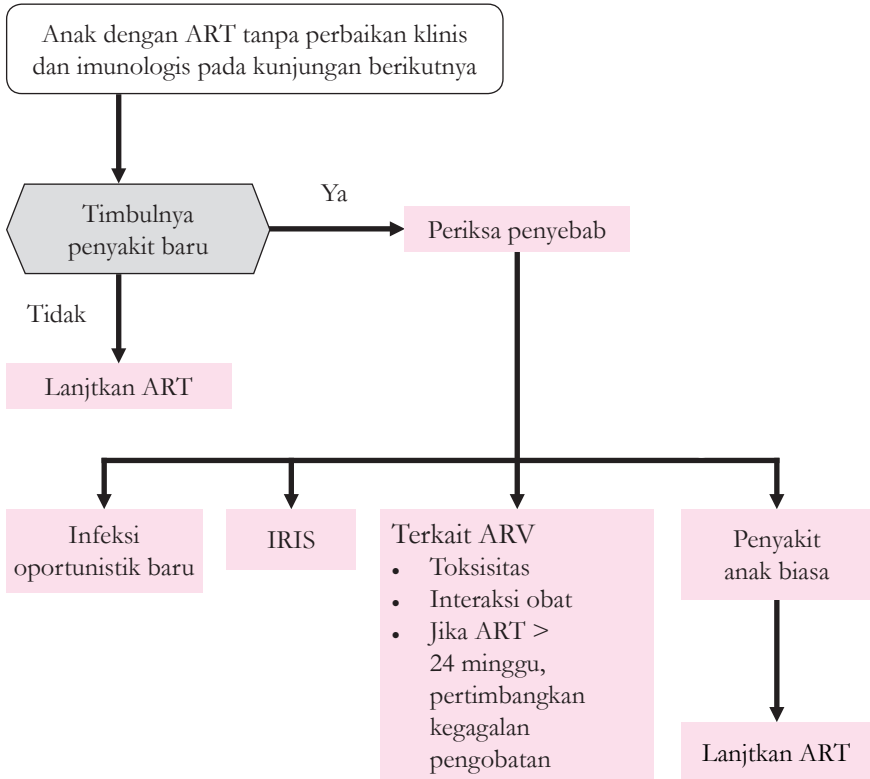 Anak dengan ART tanpa perbaikan klinis
dan imunologis pada kunjungan berikutnya
Timbulnya
penyakit baru
Ya
Periksa penyebab
Tidak
Lanjtkan ART
Infeksi
oportunistik baru
IRIS
Terkait ARV
• Toksisitas
• Interaksi obat
• Jika ART >
24 minggu,
pertimbangkan
kegagalan
pengobatan
Penyakit
anak biasa
Lanjtkan ART